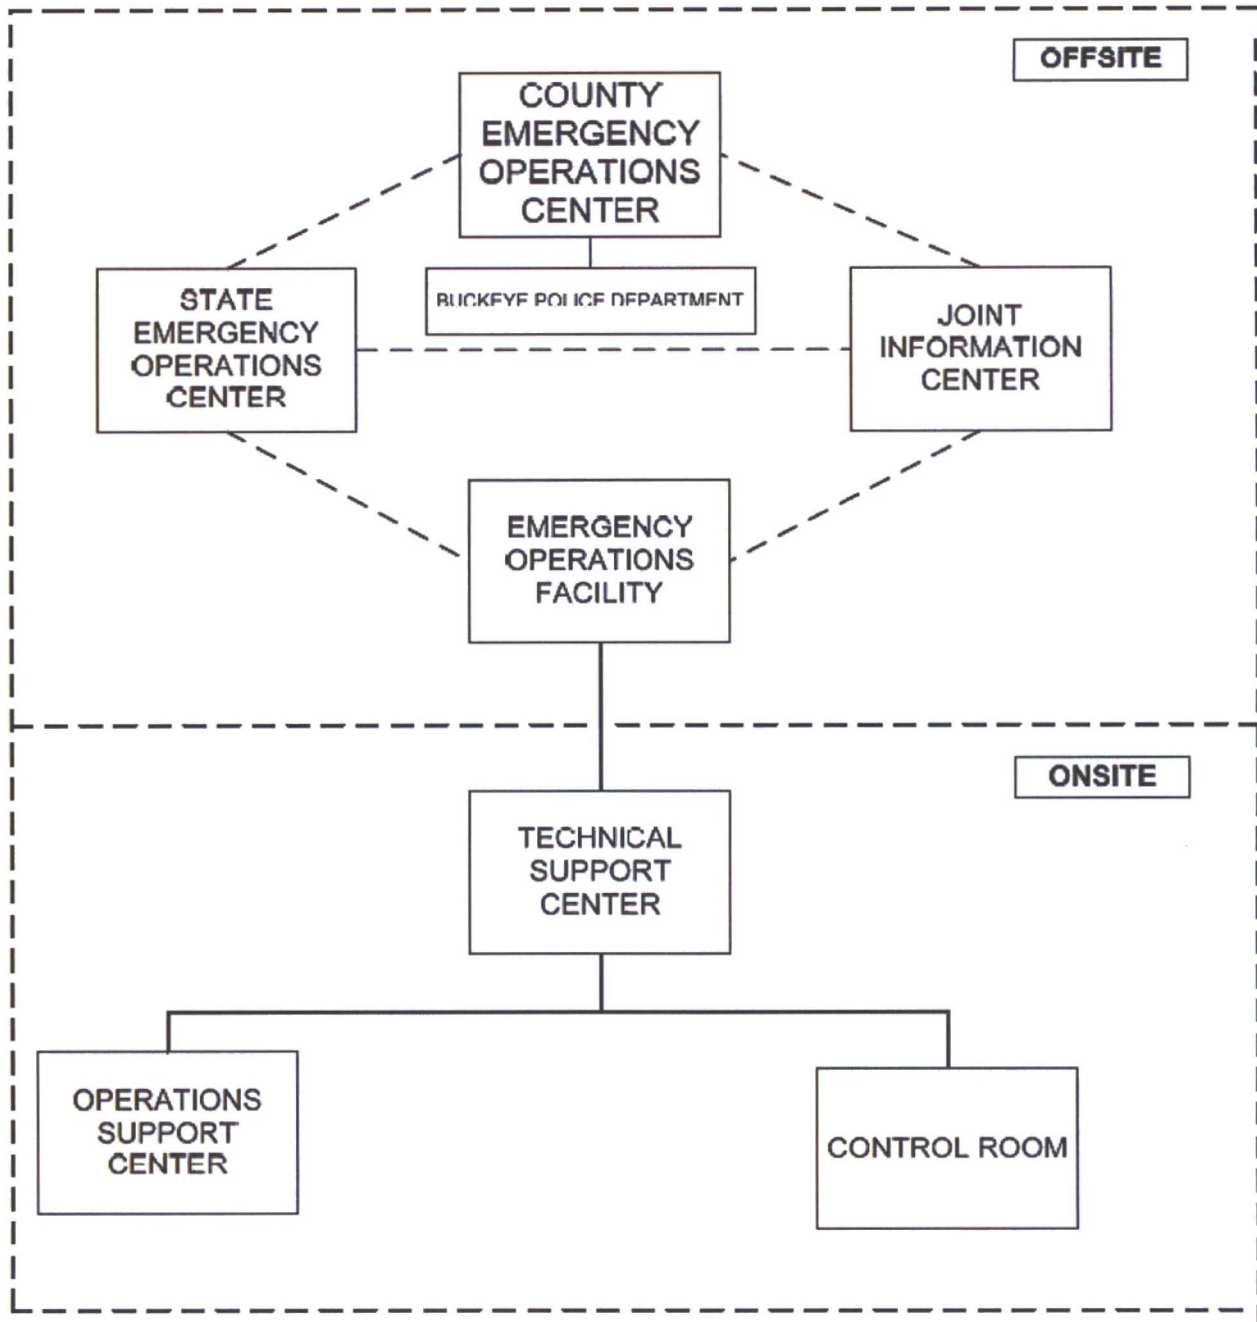 OFFSITE
COUNTY
EMERGENCY
OPERATIONS
CENTER
BUCKEYE POLICE DEPARTMENT
STATE
EMERGENCY
OPERATIONS
CENTER
JOINT
INFORMATION
CENTER
EMERGENCY
OPERATIONS
FACILITY
ONSITE
TECHNICAL
SUPPORT
CENTER
OPERATIONS
SUPPORT
CENTER
CONTROL ROOM